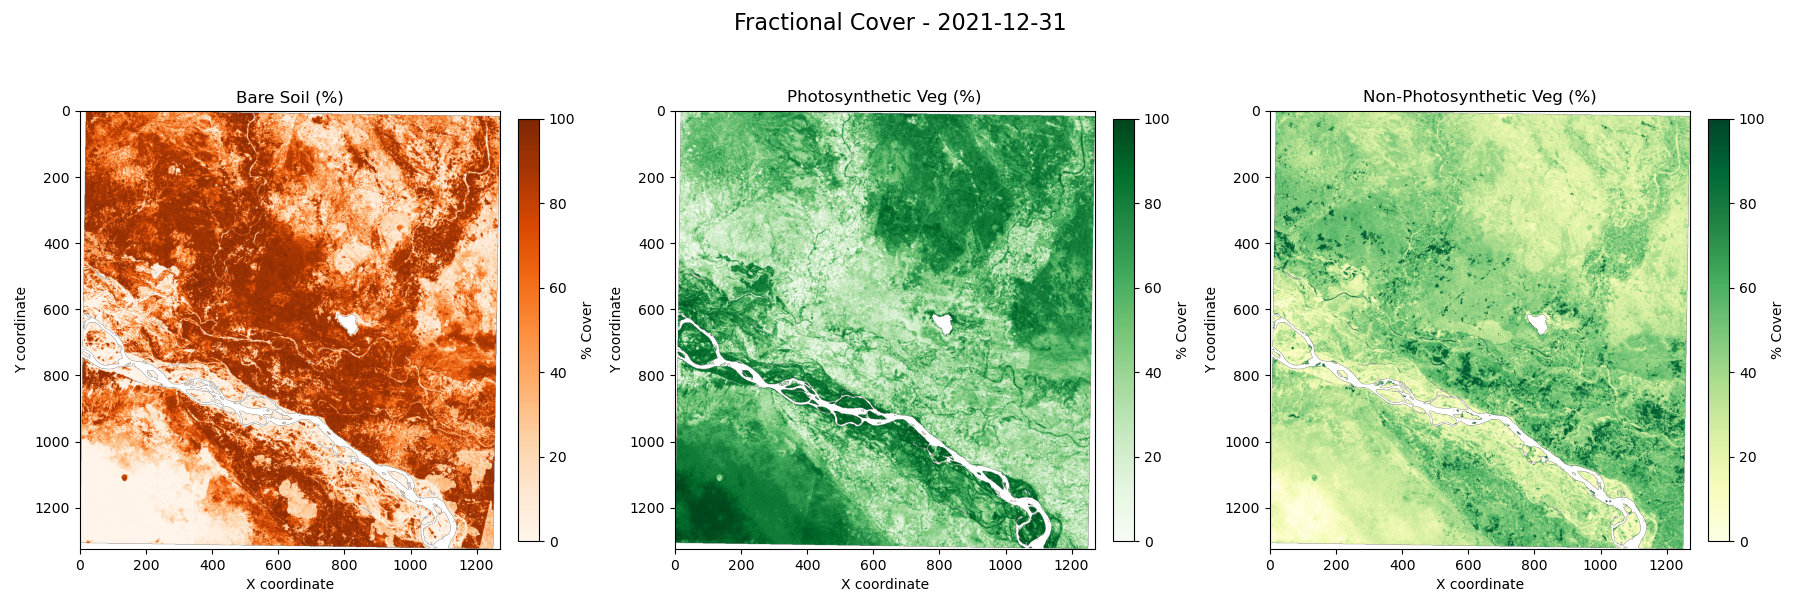 Fractional Cover - 2021-12-31
Bare Soil (%)
0
200
400
600
800
1000
1200
Y coordinate
0 200 400 600 800 1000 1200
X coordinate
100
80
60
40
20
0
% Cover
Photosynthetic Veg (%)
0
200
400
600
800
1000
1200
Y coordinate
0 200 400 600 800 1000 1200
X coordinate
100
80
60
40
20
0
% Cover
Non-Photosynthetic Veg (%)
0
200
400
600
800
1000
1200
Y coordinate
0 200 400 600 800 1000 1200
X coordinate
100
80
60
40
20
0
% Cover